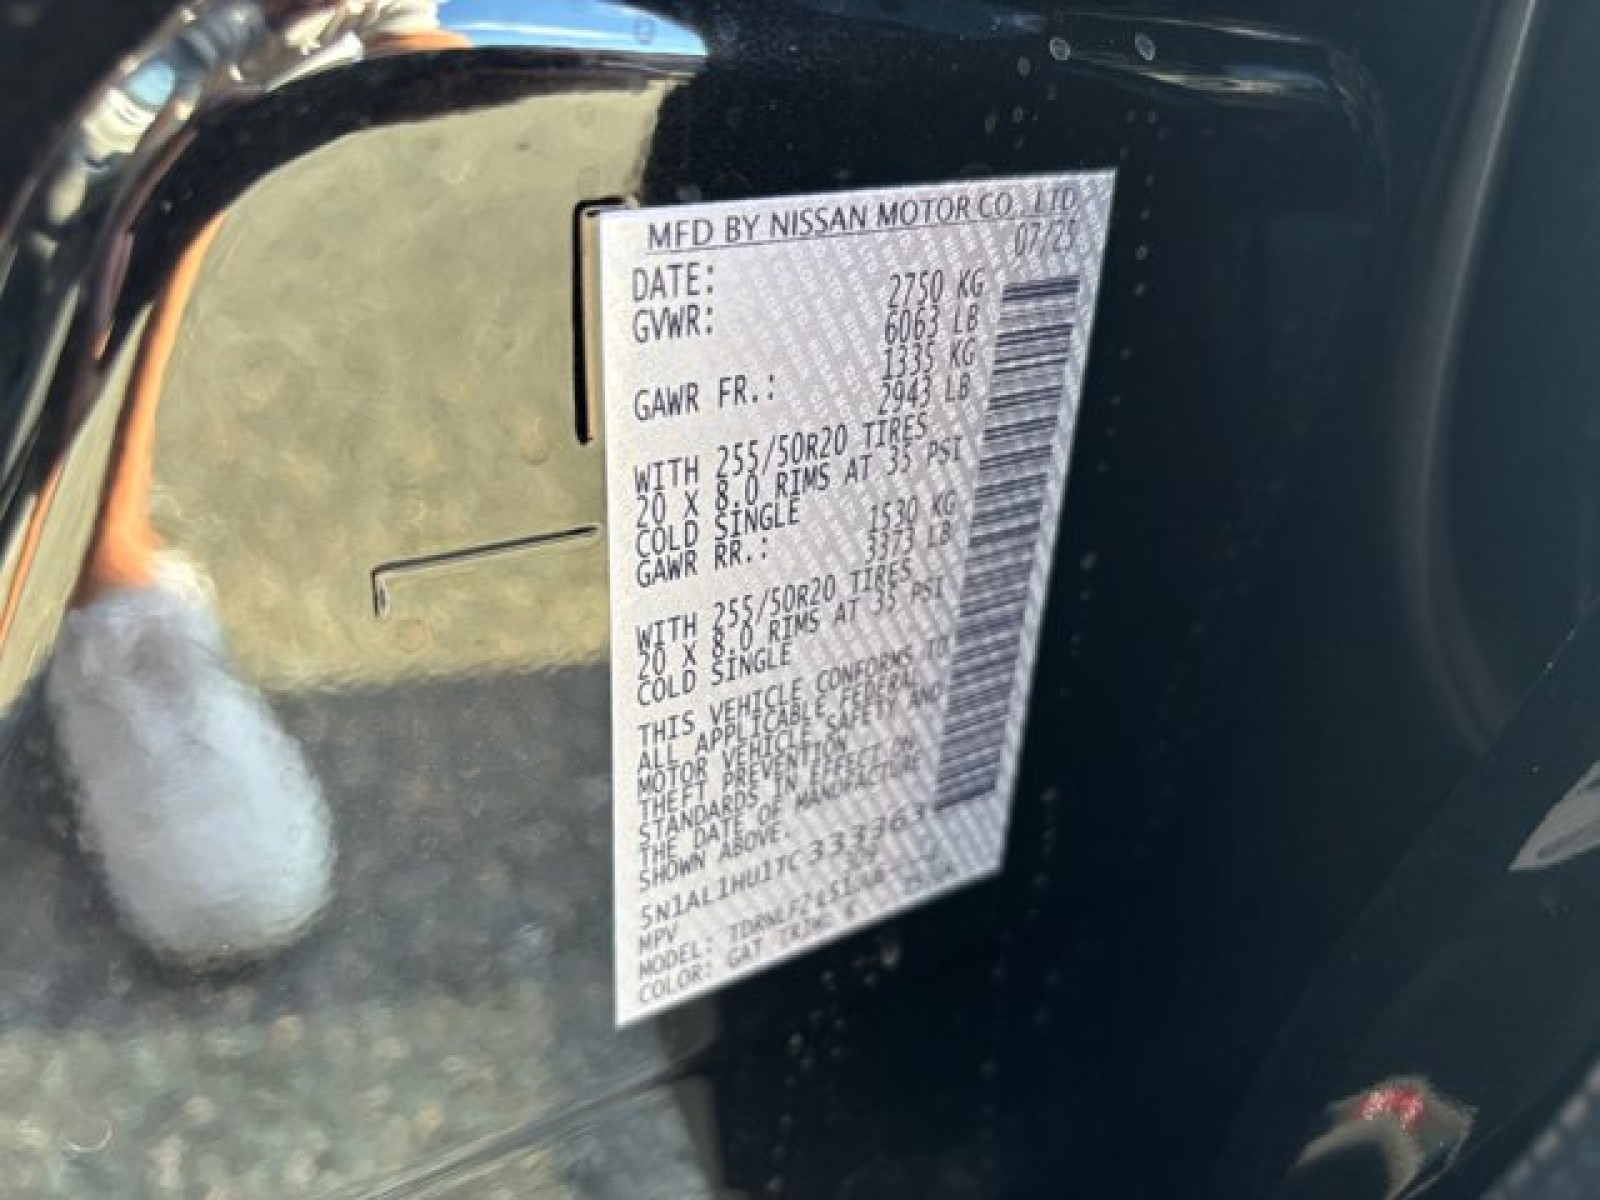 MFD BY NISSAN MOTOR CO., LTD.
DATE: 07/25
GVWR: 2750 KG
6063 LB
GAWR FR.: 1335 KG
2943 LB
WITH 255/50R20 TIRES
20 X 8.0 RIMS AT 35 PSI
COLD SINGLE
GAWR RR.: 1530 KG
3373 LB
WITH 255/50R20 TIRES
20 X 8.0 RIMS AT 35 PSI
COLD SINGLE
THIS VEHICLE CONFORMS TO
ALL APPLICABLE FEDERAL
MOTOR VEHICLE SAFETY AND
THEFT PREVENTION
STANDARDS IN EFFECT ON
THE DATE OF MANUFACTURE
SHOWN ABOVE.
5N1AL1HU1TC333363
MPV
MODEL:
COLOR: GAT TRIM: K